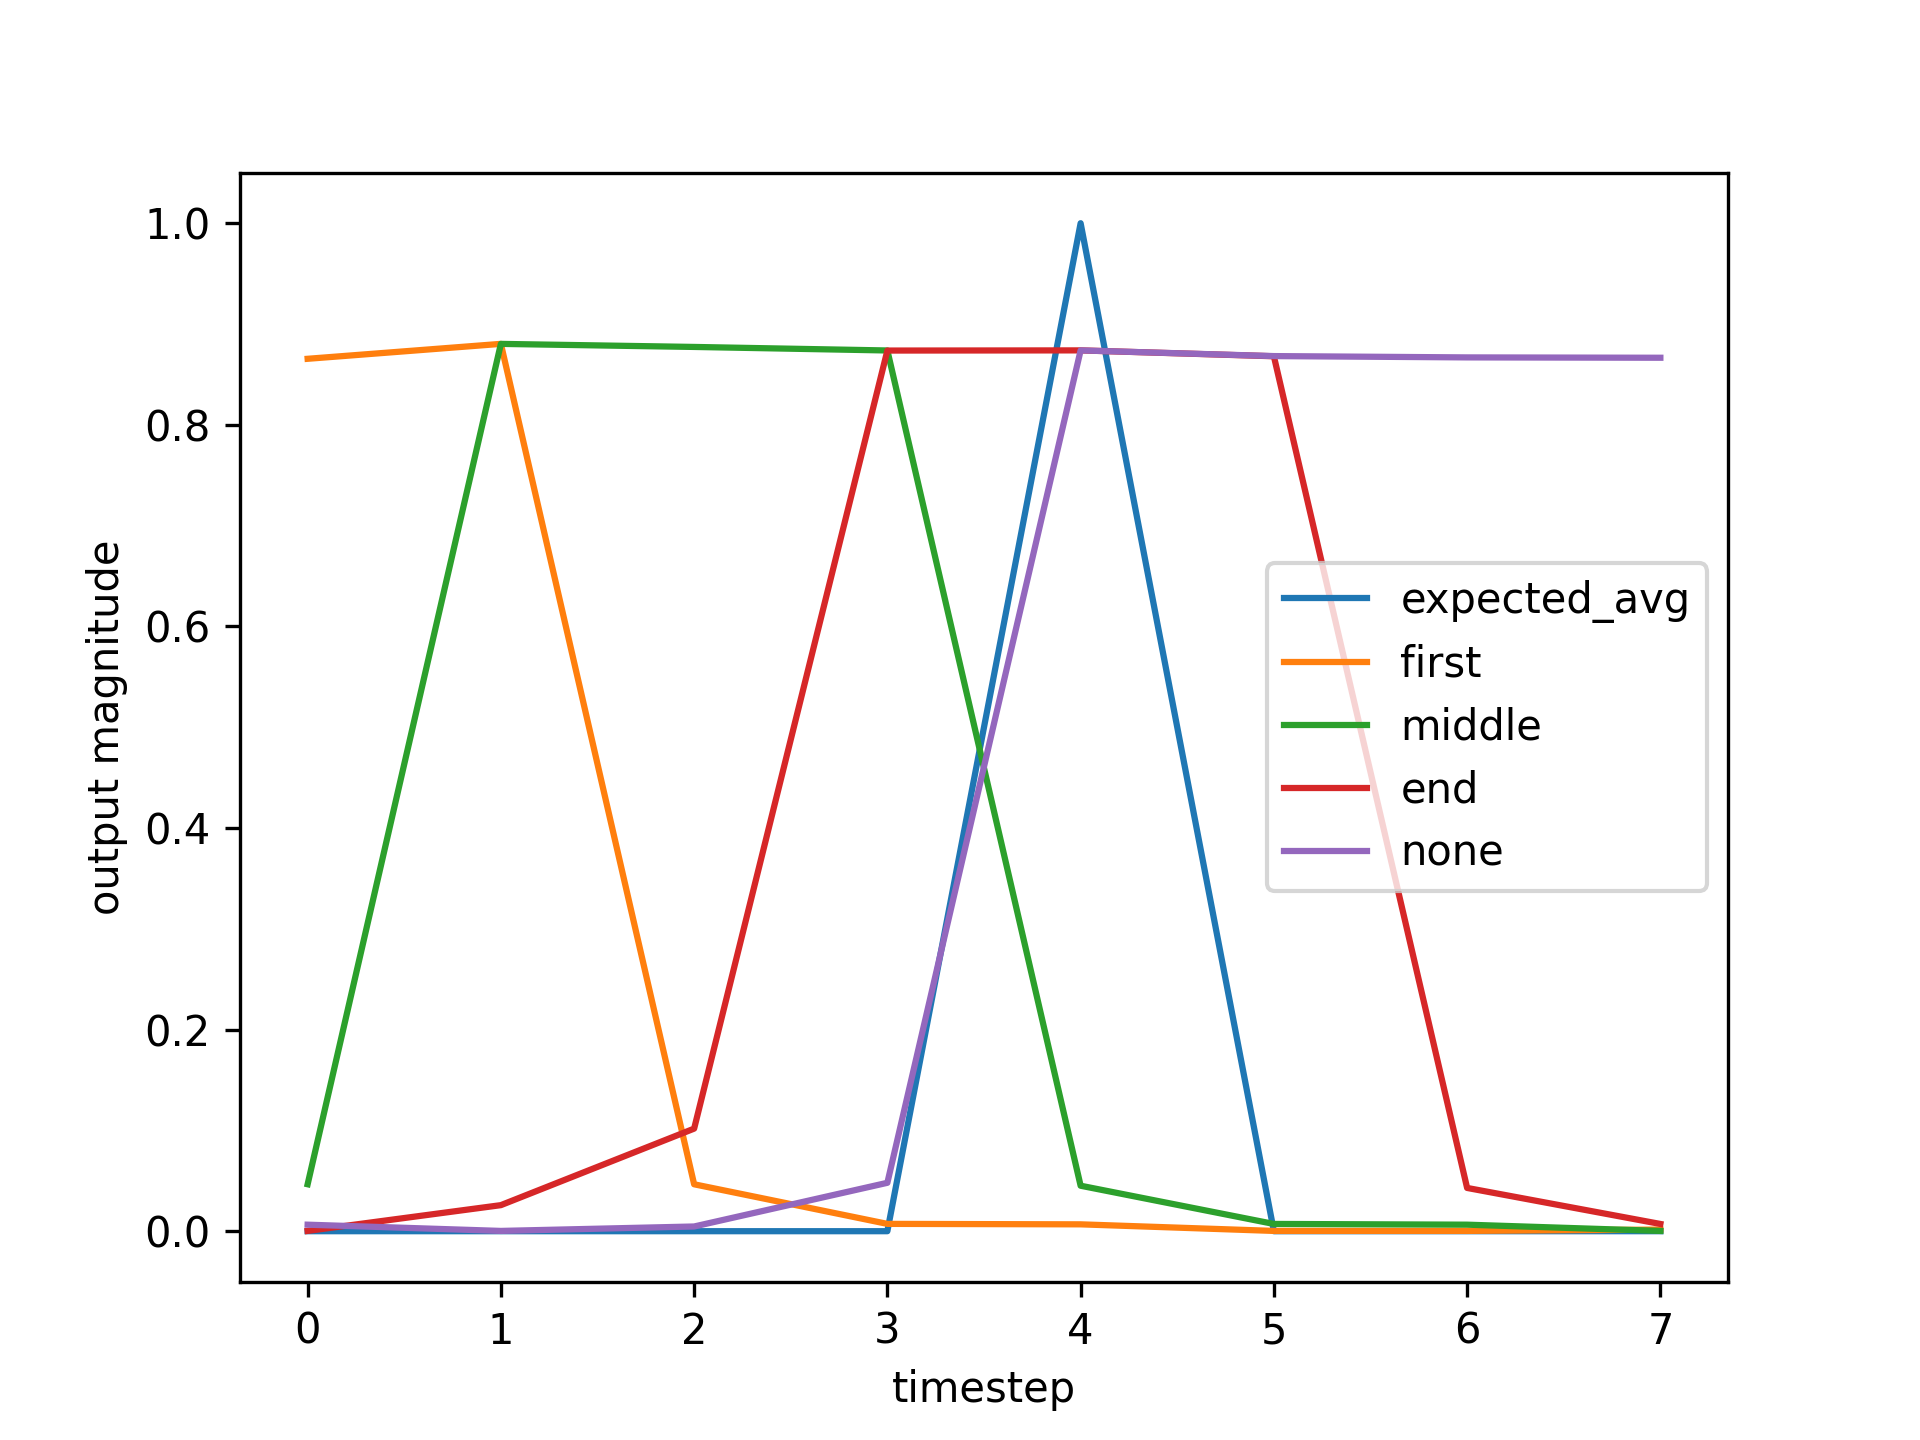 1.0
0.8
0.6
0.4
0.2
0.0
output magnitude
expected_avg
first
middle
end
none
0 1 2 3 4 5 6 7
timestep